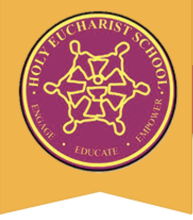 · HOLY EUCHARIST SCHOOL ·
ENGAGE · EDUCATE · EMPOWER